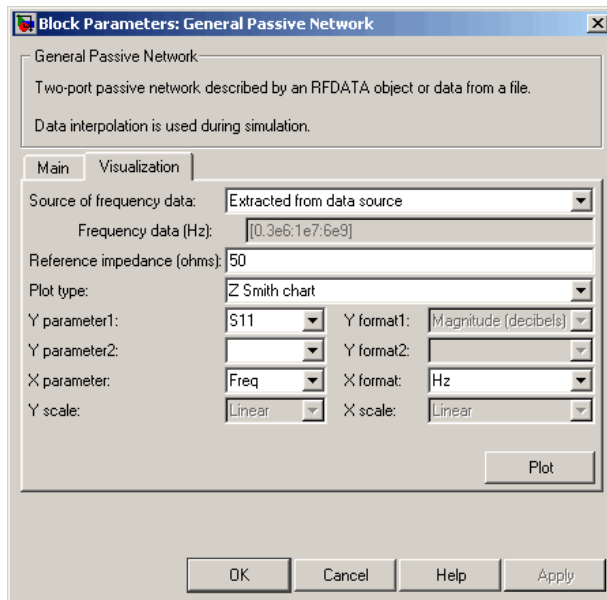 Block Parameters: General Passive Network
General Passive Network
Two-port passive network described by an RFDATA object or data from a file.
Data interpolation is used during simulation.
Main Visualization
Source of frequency data: Extracted from data source
Frequency data (Hz): [0.3e6:1e7:6e9]
Reference impedance (ohms): 50
Plot type: Z Smith chart
Y parameter1: S11 Y format1: Magnitude (decibels)
Y parameter2: Y format2:
X parameter: Freq X format: Hz
Y scale: Linear X scale: Linear
Plot
OK Cancel Help Apply